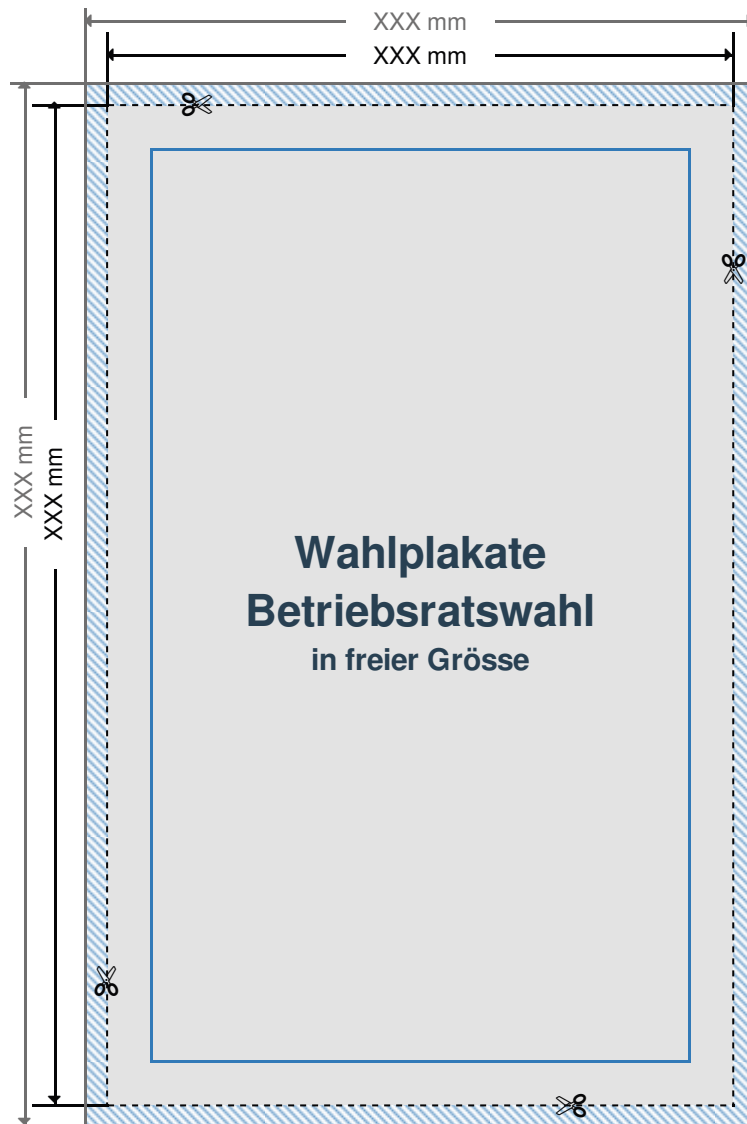 XXX mm
XXX mm
XXX mm
XXX mm
Wahlplakate
Betriebsratswahl
in freier Grösse